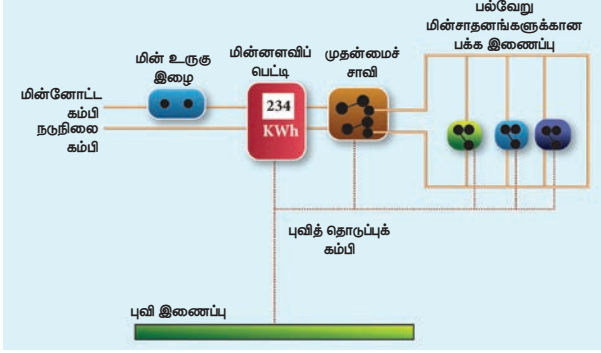 பல்வேறு
மின்சாதனங்களுக்கான
பக்க இணைப்பு
மின் உருகு
இழை
மின்னளவிப்
பெட்டி
முதன்மைச்
சாவி
மின்னோட்ட
கம்பி
நடுநிலை
கம்பி
234
KWh
புவித் தொடுப்புக்
கம்பி
புவி இணைப்பு